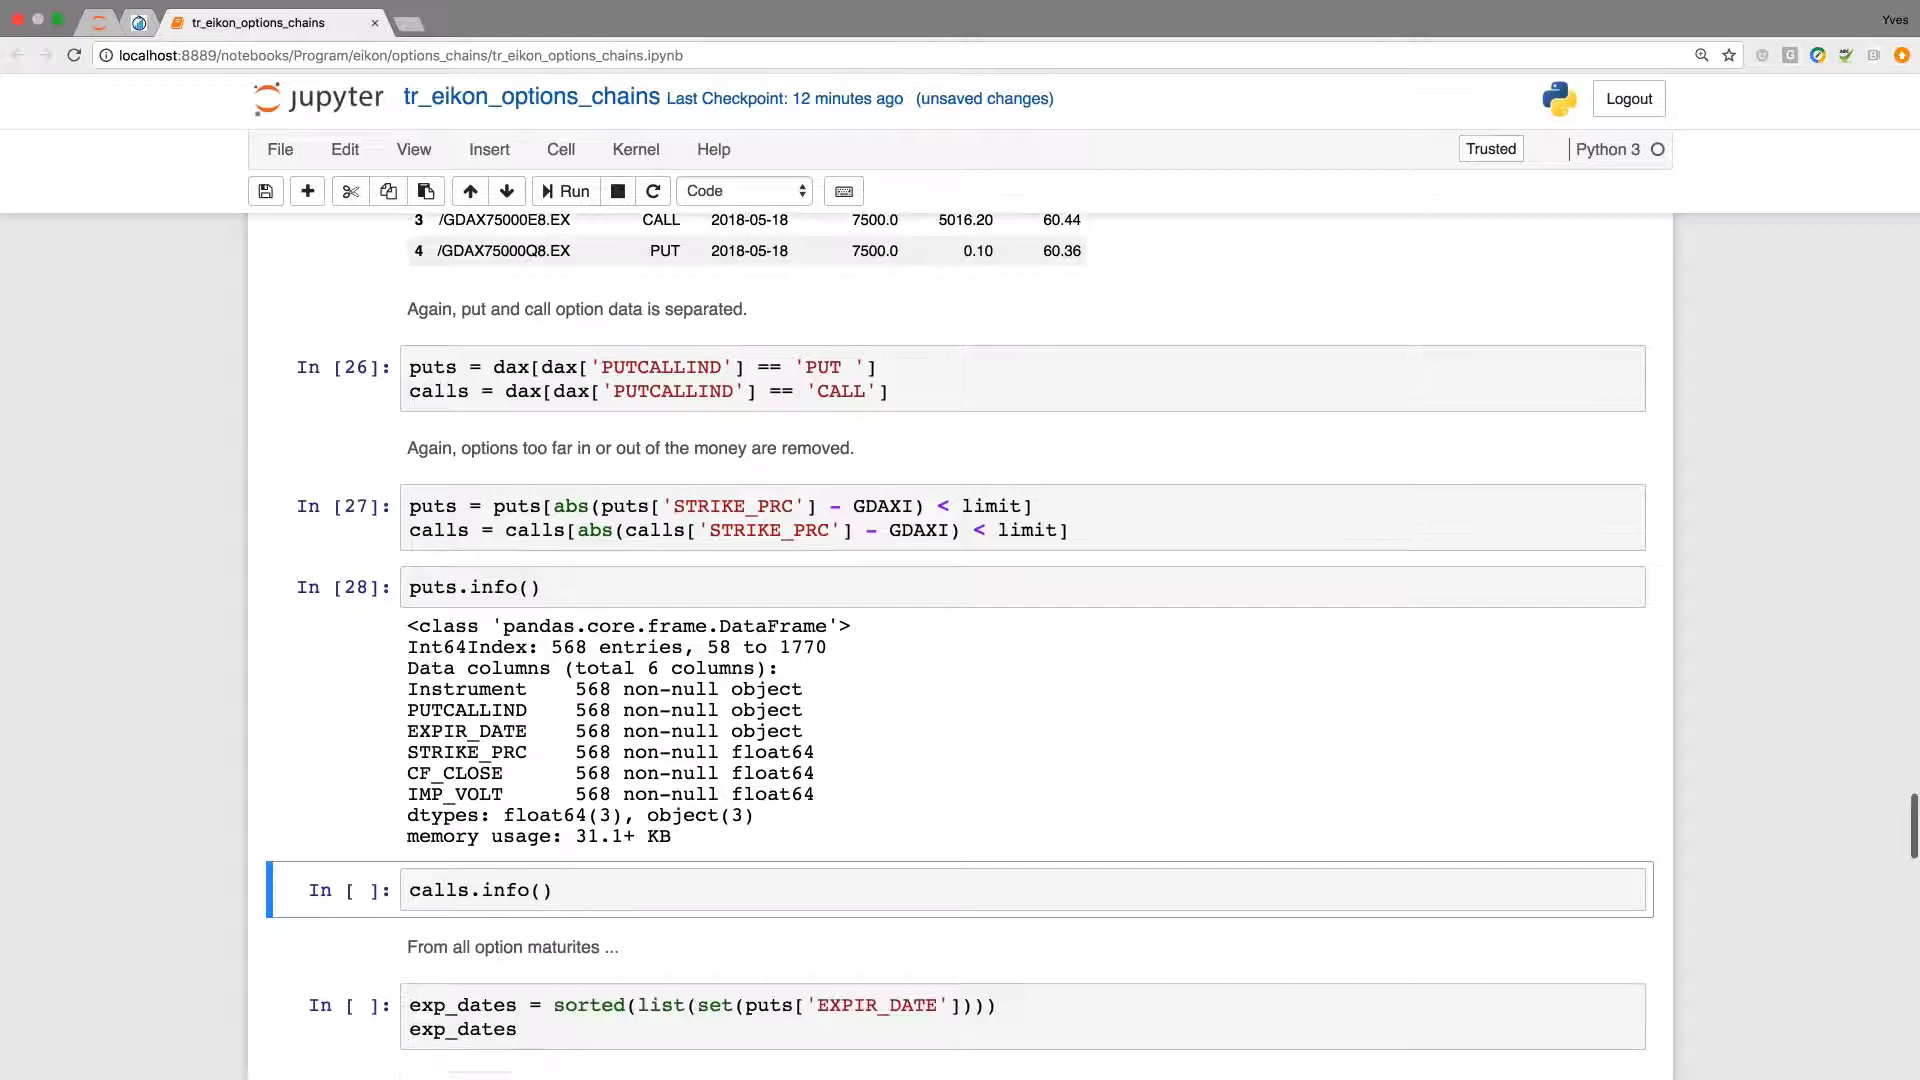 tr_eikon_options_chains
Yves
localhost:8889/notebooks/Program/eikon/options_chains/tr_eikon_options_chains.ipynb
jupyter tr_eikon_options_chains Last Checkpoint: 12 minutes ago (unsaved changes)
Logout
File Edit View Insert Cell Kernel Help
Trusted
Python 3
Run
Code
3 /GDAX75000E8.EX CALL 2018-05-18 7500.0 5016.20 60.44
4 /GDAX75000Q8.EX PUT 2018-05-18 7500.0 0.10 60.36
Again, put and call option data is separated.
In [26]: puts = dax[dax['PUTCALLIND'] == 'PUT ']
calls = dax[dax['PUTCALLIND'] == 'CALL']
Again, options too far in or out of the money are removed.
In [27]: puts = puts[abs(puts['STRIKE_PRC'] - GDAXI) < limit]
calls = calls[abs(calls['STRIKE_PRC'] - GDAXI) < limit]
In [28]: puts.info()
<class 'pandas.core.frame.DataFrame'>
Int64Index: 568 entries, 58 to 1770
Data columns (total 6 columns):
Instrument 568 non-null object
PUTCALLIND 568 non-null object
EXPIR_DATE 568 non-null object
STRIKE_PRC 568 non-null float64
CF_CLOSE 568 non-null float64
IMP_VOLT 568 non-null float64
dtypes: float64(3), object(3)
memory usage: 31.1+ KB
In [ ]: calls.info()
From all option maturites ...
In [ ]: exp_dates = sorted(list(set(puts['EXPIR_DATE'])))
exp_dates